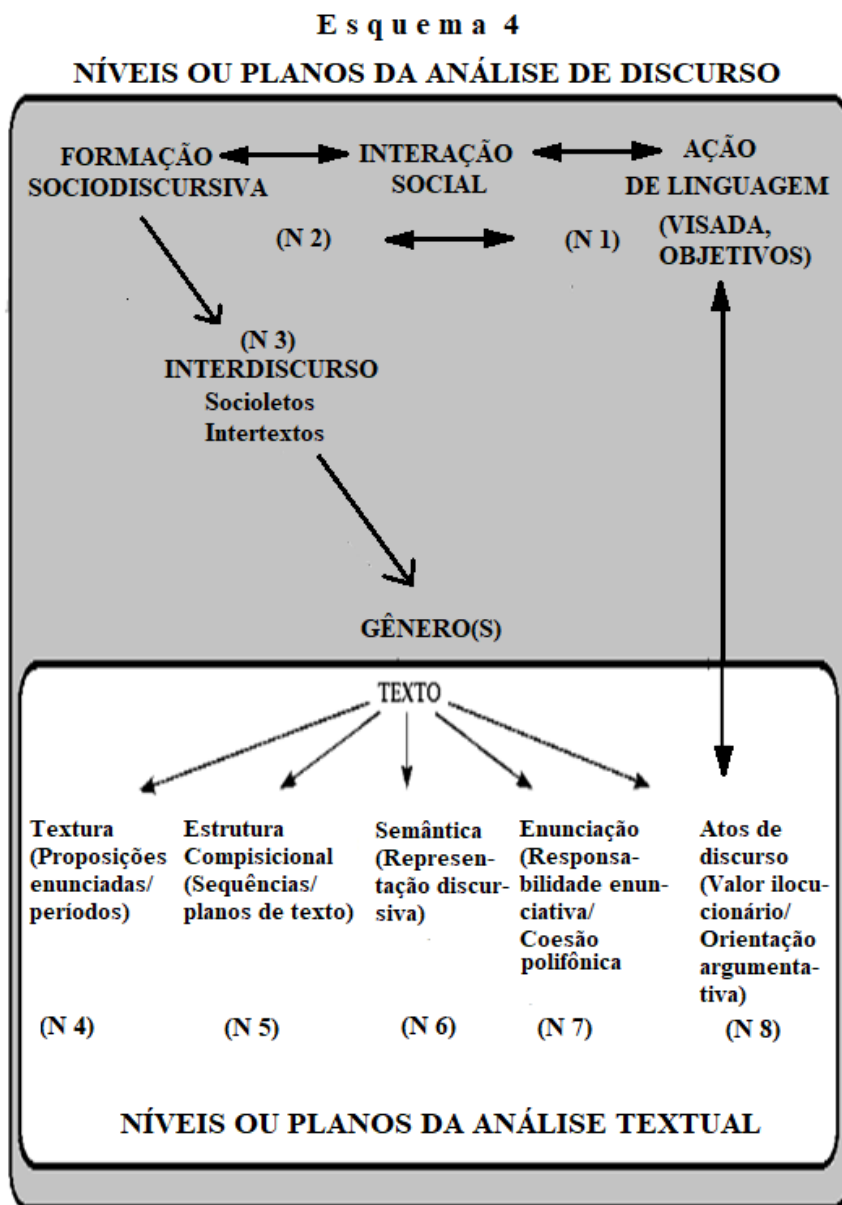 Esquema 4
NÍVEIS OU PLANOS DA ANÁLISE DE DISCURSO
FORMAÇÃO
SOCIODISCURSIVA
INTERAÇÃO
SOCIAL
AÇÃO
DE LINGUAGEM
(VISADA,
OBJETIVOS)
(N 2)
(N 1)
(N 3)
INTERDISCURSO
Socioletos
Intertextos
GÊNERO(S)
TEXTO
Textura
(Proposições
enunciadas/
períodos)
(N 4)
Estrutura
Compisicional
(Sequências/
planos de texto)
(N 5)
Semântica
(Represen-
tação discur-
siva)
(N 6)
Enunciação
(Responsa-
bilidade enun-
ciativa/
Coesão
polifônica
(N 7)
Atos de
discurso
(Valor ilocu-
cionário/
Orientação
argumenta-
tiva)
(N 8)
NÍVEIS OU PLANOS DA ANÁLISE TEXTUAL